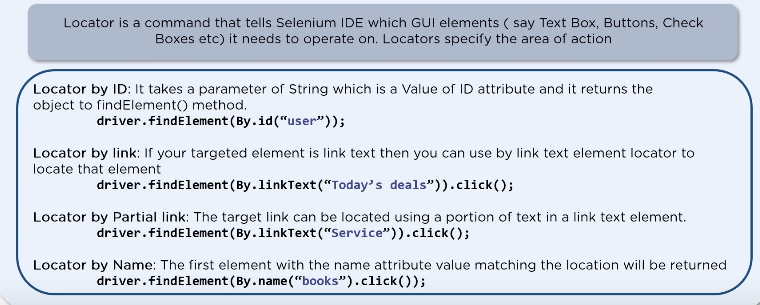 Locator is a command that tells Selenium IDE which GUI elements ( say Text Box, Buttons, Check
Boxes etc) it needs to operate on. Locators specify the area of action
Locator by ID: It takes a parameter of String which is a Value of ID attribute and it returns the
object to findElement() method.
driver.findElement(By.id(“user”));
Locator by link: If your targeted element is link text then you can use by link text element locator to
locate that element
driver.findElement(By.linkText(“Today’s deals”)).click();
Locator by Partial link: The target link can be located using a portion of text in a link text element.
driver.findElement(By.linkText(“Service”)).click();
Locator by Name: The first element with the name attribute value matching the location will be returned
driver.findElement(By.name(“books”).click());